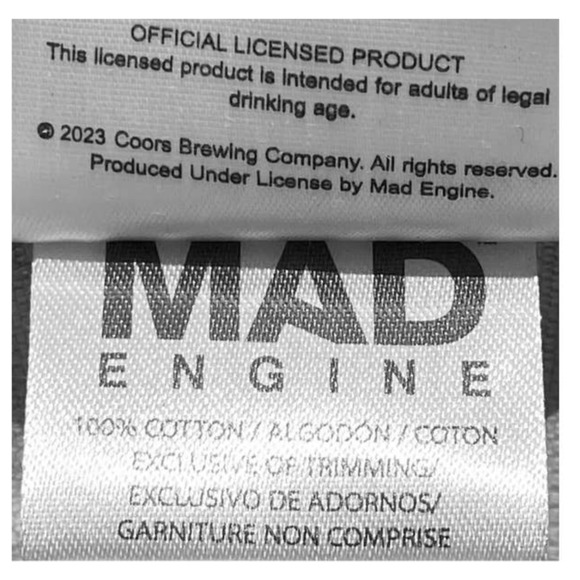 OFFICIAL LICENSED PRODUCT
This licensed product is intended for adults of legal
drinking age.
© 2023 Coors Brewing Company. All rights reserved.
Produced Under License by Mad Engine.
MAD
ENGINE
100% COTTON / ALGODÓN / COTON
EXCLUSIVE OF TRIMMING/
EXCLUSIVO DE ADORNOS/
GARNITURE NON COMPRISE